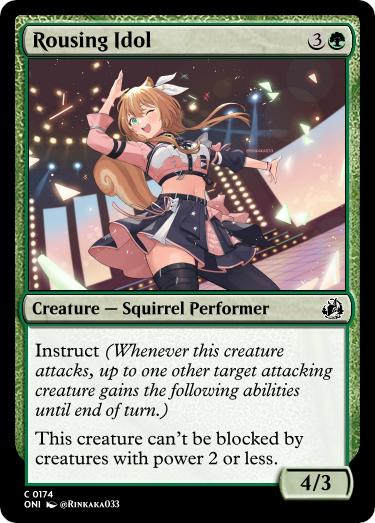 Rousing Idol 3
@RINKAKA033
Creature — Squirrel Performer
Instruct (Whenever this creature
attacks, up to one other target attacking
creature gains the following abilities
until end of turn.)
This creature can't be blocked by
creatures with power 2 or less.
4/3
C 0174
ONI @RINKAKA033